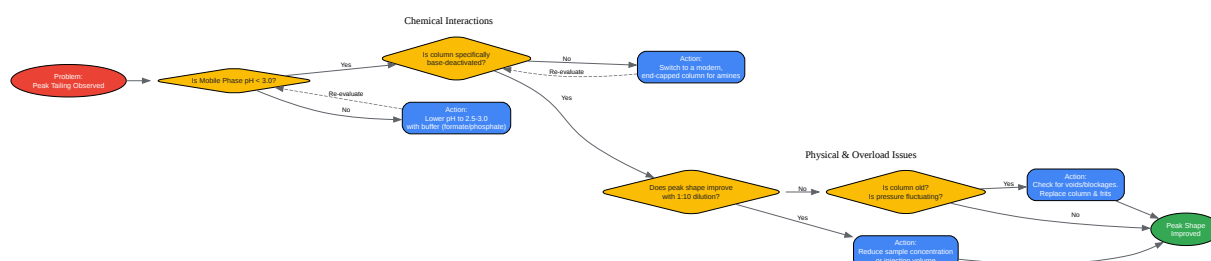 Chemical Interactions
Problem:
Peak Tailing Observed
Is Mobile Phase pH < 3.0?
Yes
No
Re-evaluate
Action:
Lower pH to 2.5-3.0
with buffer (formate/phosphate)
Is column specifically
base-deactivated?
No
Re-evaluate
Yes
Action:
Switch to a modern,
end-capped column for amines
Physical & Overload Issues
Does peak shape improve
with 1:10 dilution?
No
Yes
Is column old?
Is pressure fluctuating?
Yes
No
Action:
Check for voids/blockages.
Replace column & frits
Action:
Reduce sample concentration
or injection volume
Peak Shape
Improved